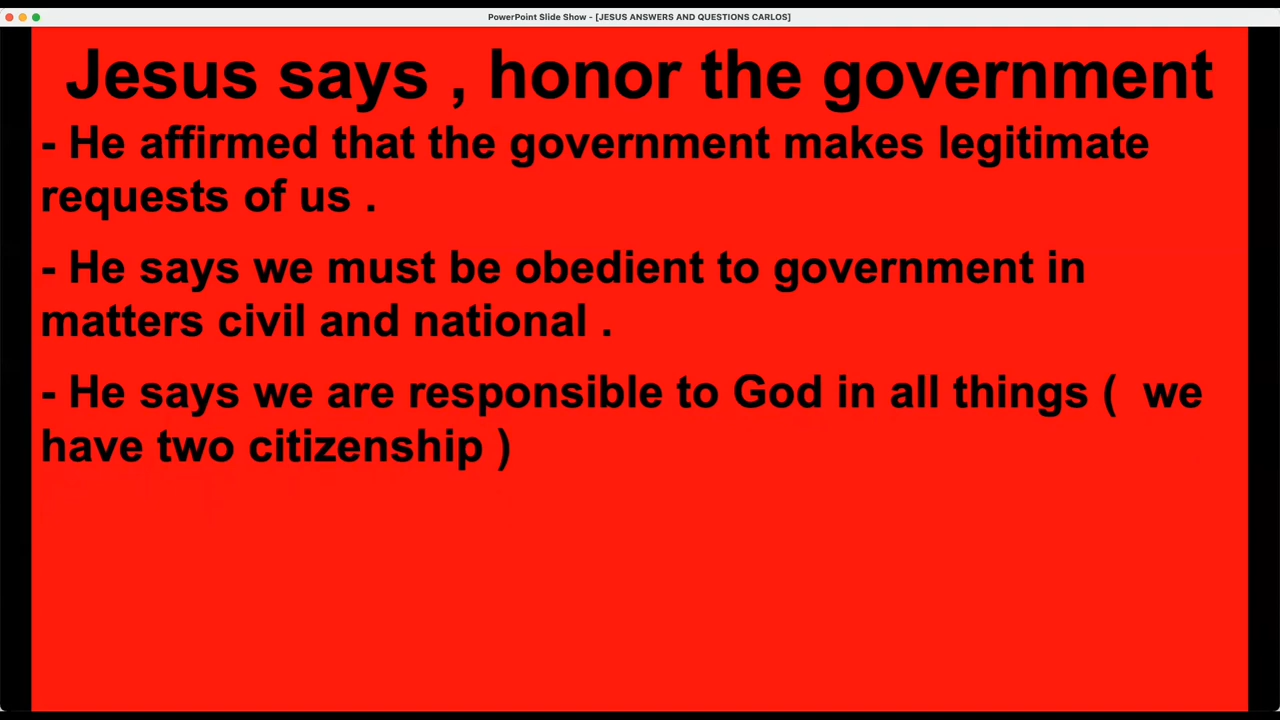 PowerPoint Slide Show - [JESUS ANSWERS AND QUESTIONS CARLOS]
Jesus says , honor the government
- He affirmed that the government makes legitimate
requests of us .
- He says we must be obedient to government in
matters civil and national .
- He says we are responsible to God in all things (  we
have two citizenship )